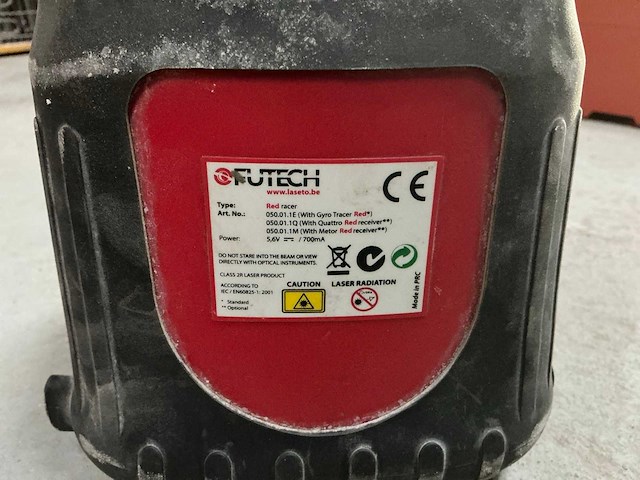 FUTECH
www.laseto.be
CE
Type: Red racer
Art. No.: 050.01.1E (With Gyro Tracer Red*)
050.01.1Q (With Quattro Red receiver**)
050.01.1M (With Metor Red receiver**)
Power: 5,6V ⎓ / 700mA
DO NOT STARE INTO THE BEAM OR VIEW
DIRECTLY WITH OPTICAL INSTRUMENTS.
CLASS 2R LASER PRODUCT
ACCORDING TO
IEC / EN60825-1: 2001
* Standard
** Optional
CAUTION
LASER RADIATION
Made in PRC